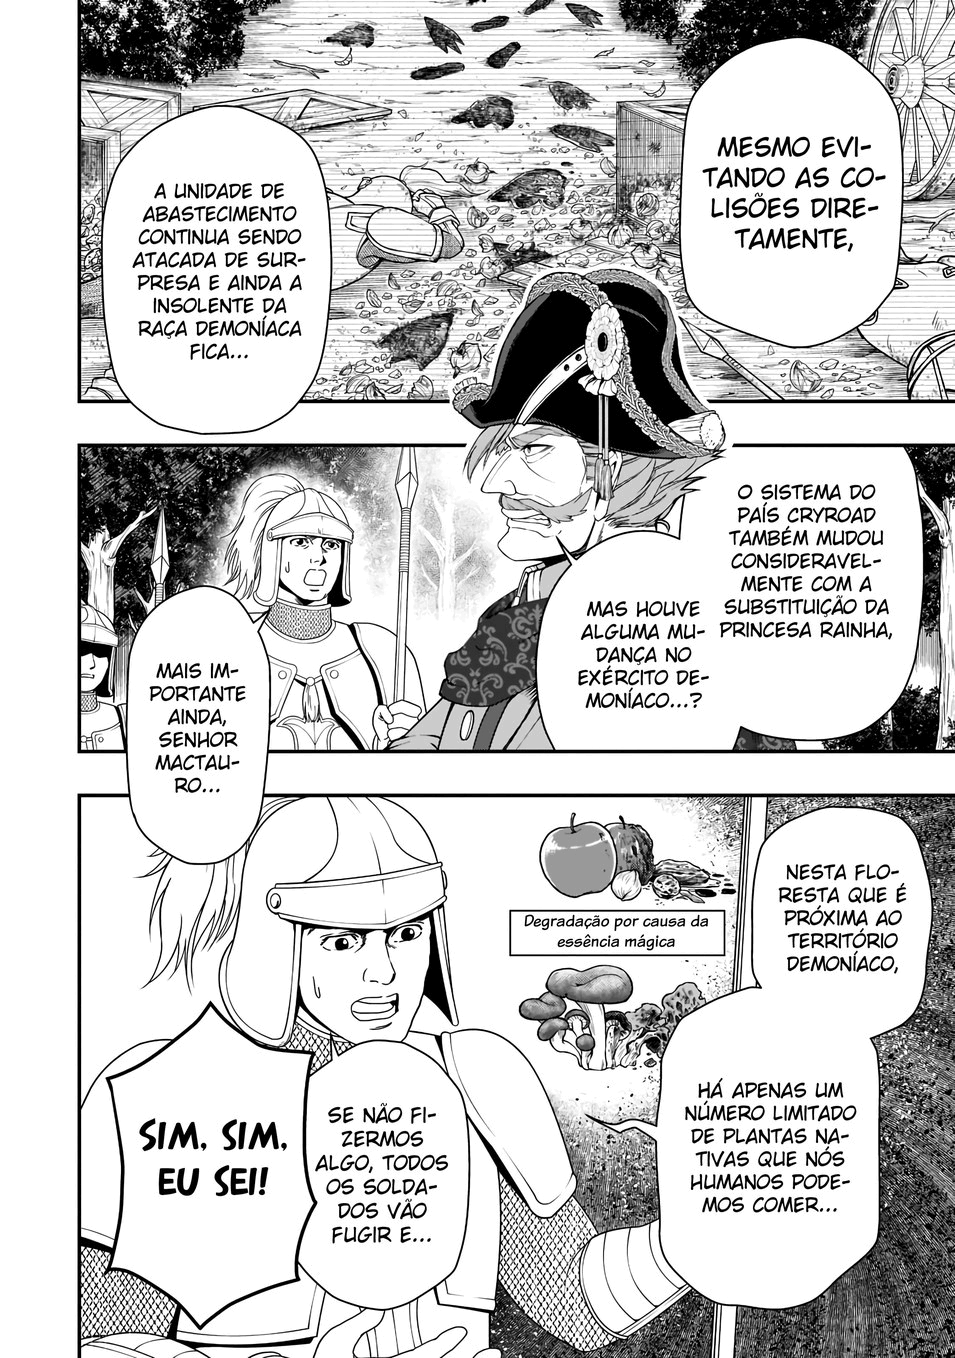 MESMO EVI-
TANDO AS CO-
LISÕES DIRE-
TAMENTE,
A UNIDADE DE
ABASTECIMENTO
CONTINUA SENDO
ATACADA DE SUR-
PRESA E AINDA A
INSOLENTE DA
RAÇA DEMONÍACA
FICA...
O SISTEMA DO
PAÍS CRYROAD
TAMBÉM MUDOU
CONSIDERAVEL-
MENTE COM A
SUBSTITUIÇÃO DA
PRINCESA RAINHA,
MAS HOUVE
ALGUMA MU-
DANÇA NO
EXÉRCITO DE-
MONÍACO...?
MAIS IM-
PORTANTE
AINDA,
SENHOR
MACTAU-
RO...
NESTA FLO-
RESTA QUE É
PRÓXIMA AO
TERRITÓRIO
DEMONÍACO,
Degradação por causa da
essência mágica
HÁ APENAS UM
NÚMERO LIMITADO
DE PLANTAS NA-
TIVAS QUE NÓS
HUMANOS PODE-
MOS COMER...
SE NÃO FI-
ZERMOS
ALGO, TODOS
OS SOLDA-
DOS VÃO
FUGIR E...
SIM, SIM,
EU SEI!